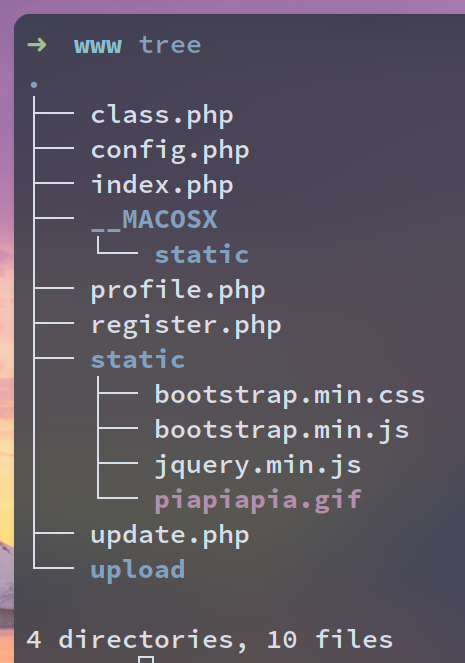 ➜ www tree
.
├── class.php
├── config.php
├── index.php
├── __MACOSX
│   └── static
├── profile.php
├── register.php
├── static
│   ├── bootstrap.min.css
│   ├── bootstrap.min.js
│   ├── jquery.min.js
│   └── piapiapia.gif
├── update.php
└── upload
4 directories, 10 files